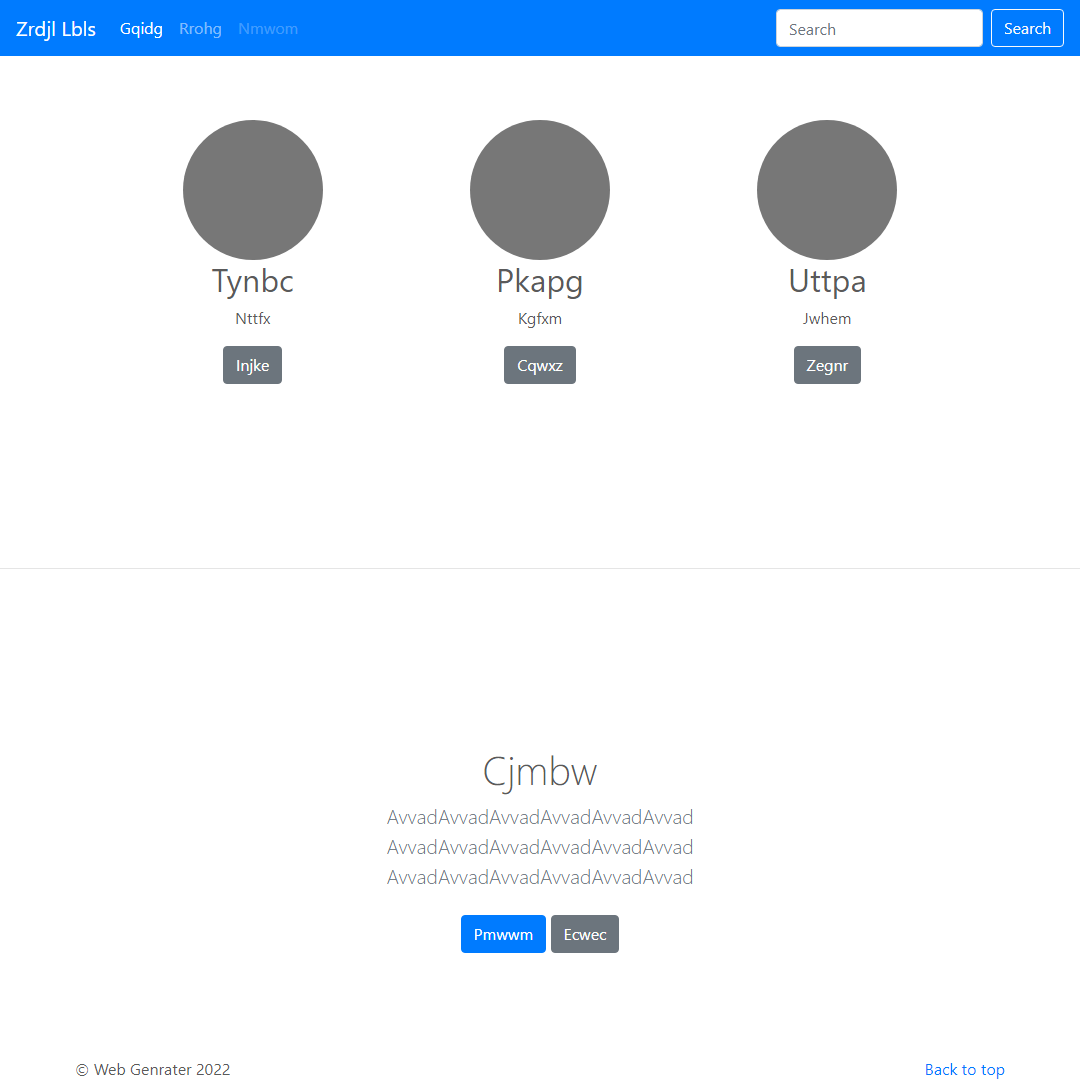 Zrdjl Lbls Gqidg Rrohg Nmwom Search Search
Tynbc Pkapg Uttpa
Nttfx Kgfxm Jwhem
Injke Cqwxz Zegnr
Cjmbw
AvvadAvvadAvvadAvvadAvvadAvvad
AvvadAvvadAvvadAvvadAvvadAvvad
AvvadAvvadAvvadAvvadAvvadAvvad
Pmwwm Ecwec
© Web Genrater 2022 Back to top